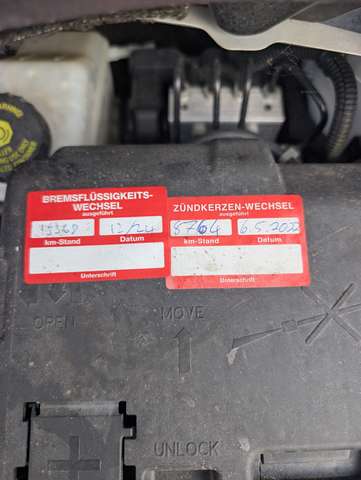 BREMSFLÜSSIGKEITS-
WECHSEL
ausgeführt
12/24
km-Stand Datum
Unterschrift
ZÜNDKERZEN-WECHSEL
ausgeführt
8764 6.5.2022
km-Stand Datum
Unterschrift
OPEN
MOVE
UNLOCK